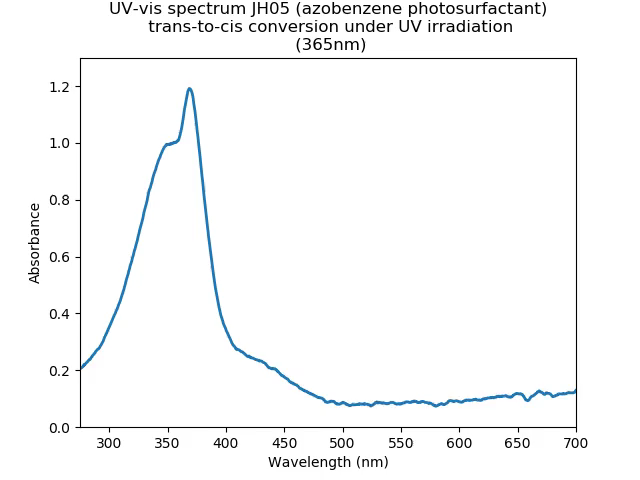 UV-vis spectrum JH05 (azobenzene photosurfactant)
trans-to-cis conversion under UV irradiation
(365nm)
1.2
1.0
0.8
0.6
0.4
0.2
0.0
Absorbance
300 350 400 450 500 550 600 650 700
Wavelength (nm)